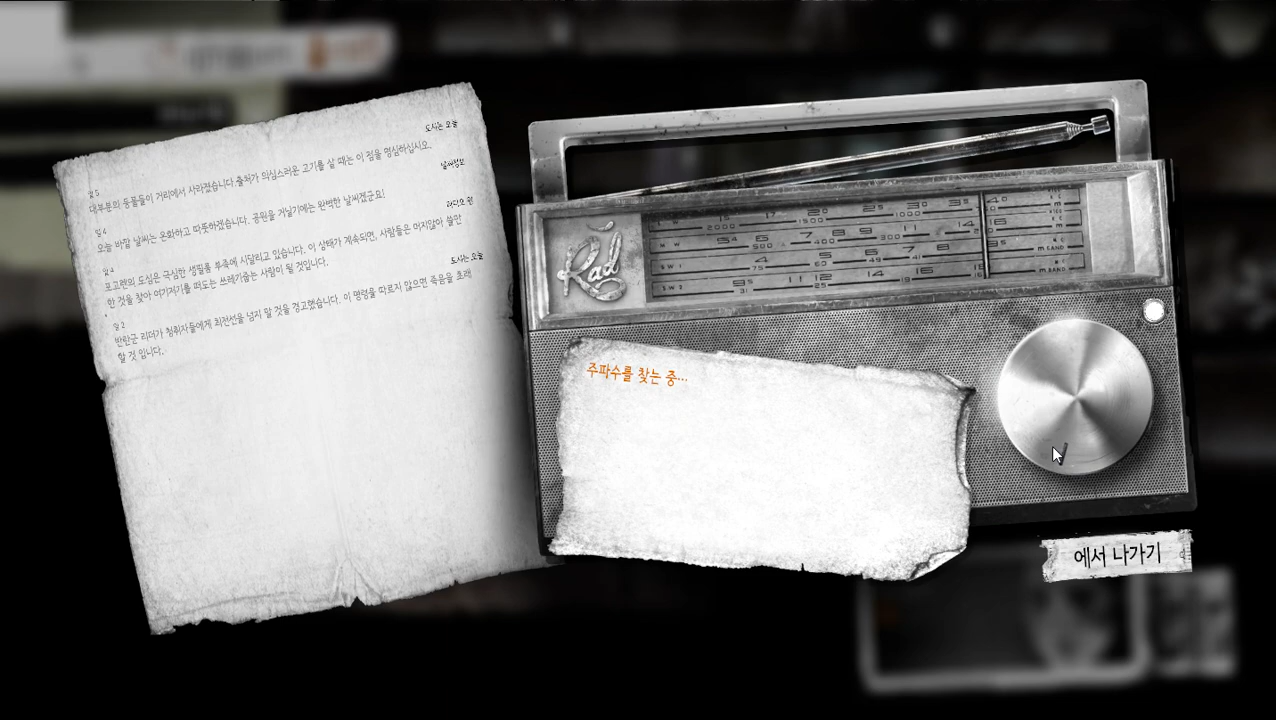 도시는 오늘
일 5
대부분의 동물들이 거리에서 사라졌습니다 출처가 의심스러운 고기를 살 때는 이 점을 명심하십시오.
날씨정보
일 6
오늘 바깥 날씨는 온화하고 따뜻하겠습니다. 공원을 거닐기에는 완벽한 날씨겠군요!
라디오 원
일 4
포고렌의 도심은 극심한 생필품 부족에 시달리고 있습니다. 이 상태가 계속되면, 사람들은 머지않아 쓸만
한 것을 찾아 여기저기를 떠도는 쓰레기줍는 사람이 될 것입니다.
도시는 오늘
일 2
반란군 리더가 청취자들에게 최전선을 넘지 말 것을 경고했습니다. 이 명령을 따르지 않으면 죽음을 초래
할 것 입니다.
Rad
주파수를 찾는 중...
에서 나가기